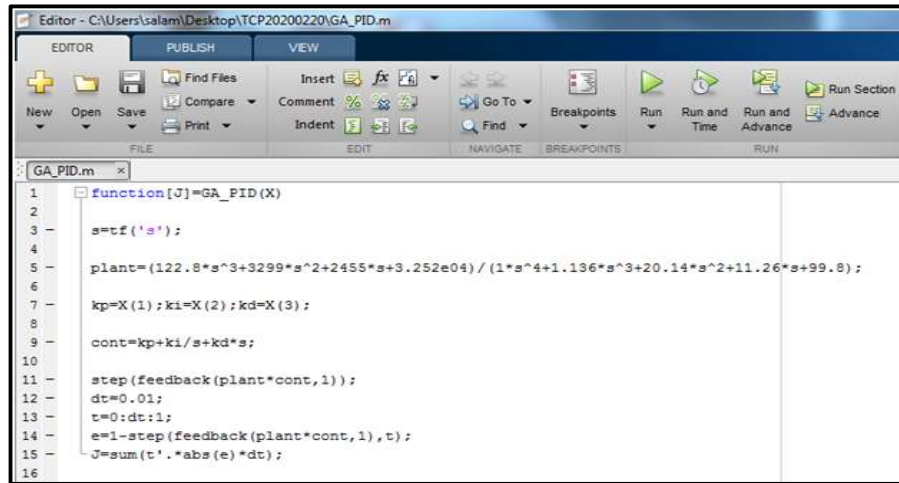 Editor - C:\Users\salam\Desktop\TCP20200220\GA_PID.m
EDITOR PUBLISH VIEW
New Open Save Find Files Compare Print
Insert fx Comment % Indent
Go To Find
Breakpoints
Run Run and Time Run and Advance Run Section Advance
FILE EDIT NAVIGATE BREAKPOINTS RUN
GA_PID.m ×
1 function[J]=GA_PID(X)
2
3 – s=tf('s');
4
5 – plant=(122.8*s^3+3299*s^2+2455*s+3.252e04)/(1*s^4+1.136*s^3+20.14*s^2+11.26*s+99.8);
6
7 – kp=X(1);ki=X(2);kd=X(3);
8
9 – cont=kp+ki/s+kd*s;
10
11 – step(feedback(plant*cont,1));
12 – dt=0.01;
13 – t=0:dt:1;
14 – e=1-step(feedback(plant*cont,1),t);
15 – J=sum(t'.*abs(e)*dt);
16